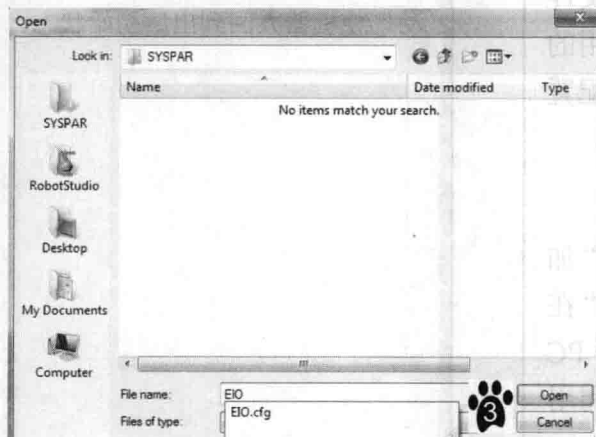 Open
Look in:
SYSPAR
Name
Date modified
Type
No items match your search.
SYSPAR
RobotStudio
Desktop
My Documents
Computer
File name:
EIO
Open
3
Files of type:
EIO.cfg
Cancel